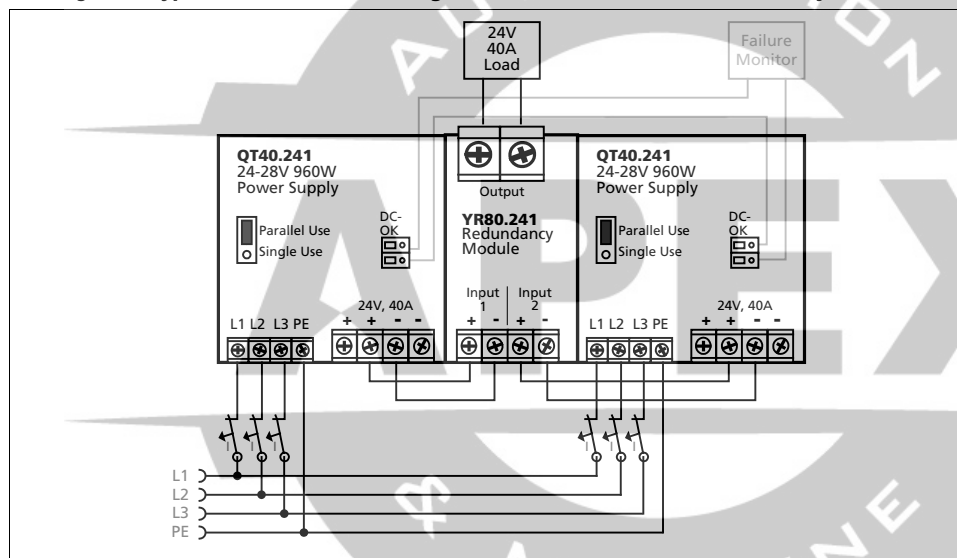 24V
40A
Load
Failure
Monitor
QT40.241
24-28V 960W
Power Supply
Parallel Use
Single Use
DC-
OK
24V, 40A
+ + - -
L1 L2 L3 PE
Output
YR80.241
Redundancy
Module
Input
1
Input
2
+ - + -
QT40.241
24-28V 960W
Power Supply
Parallel Use
Single Use
DC-
OK
24V, 40A
+ + - -
L1 L2 L3 PE
L1
L2
L3
PE
APEX